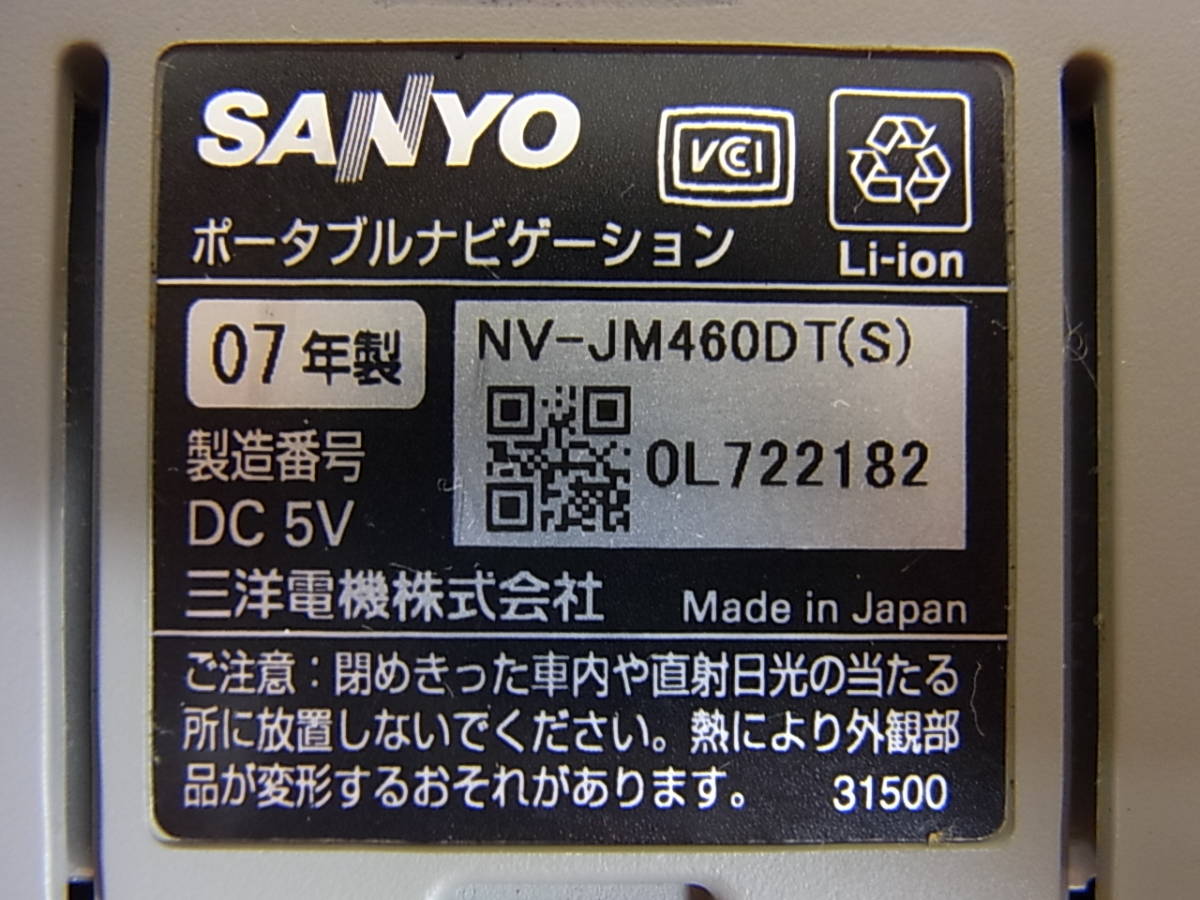 SANYO
VCCI
ポータブルナビゲーション
Li-ion
07年製
NV-JM460DT(S)
製造番号
0L722182
DC 5V
三洋電機株式会社
Made in Japan
ご注意：閉めきった車内や直射日光の当たる
所に放置しないでください。熱により外観部
品が変形するおそれがあります。
31500